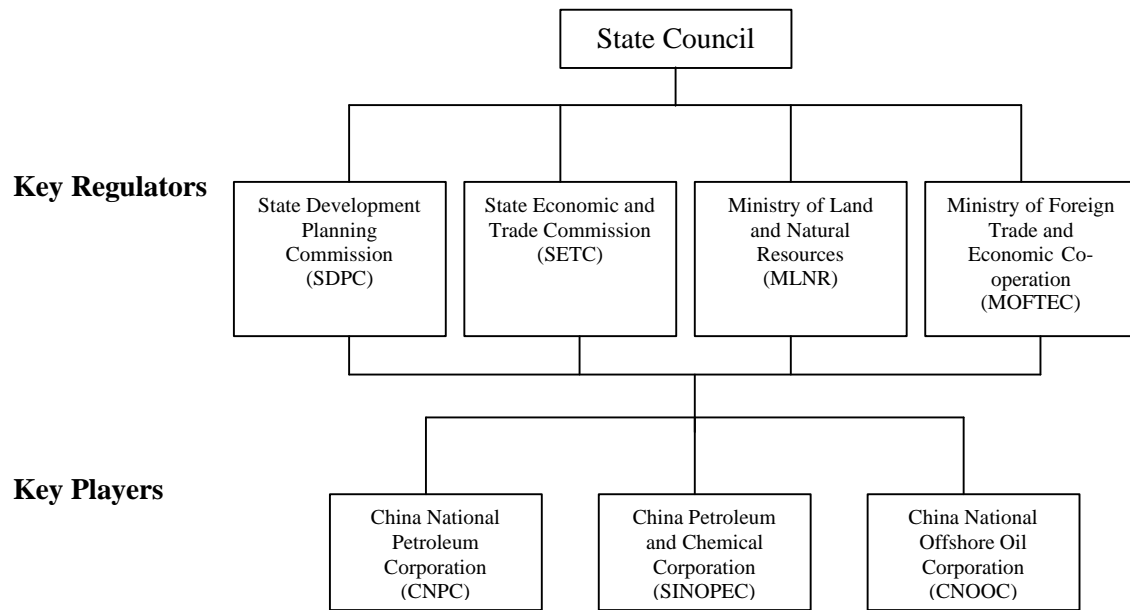 State Council
Key Regulators
State Development
Planning
Commission
(SDPC)
State Economic and
Trade Commission
(SETC)
Ministry of Land
and Natural
Resources
(MLNR)
Ministry of Foreign
Trade and
Economic Co-
operation
(MOFTEC)
Key Players
China National
Petroleum
Corporation
(CNPC)
China Petroleum
and Chemical
Corporation
(SINOPEC)
China National
Offshore Oil
Corporation
(CNOOC)